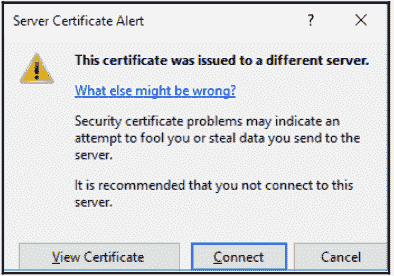 Server Certificate Alert
This certificate was issued to a different server.
What else might be wrong?
Security certificate problems may indicate an
attempt to fool you or steal data you send to the
server.
It is recommended that you not connect to this
server.
View Certificate Connect Cancel